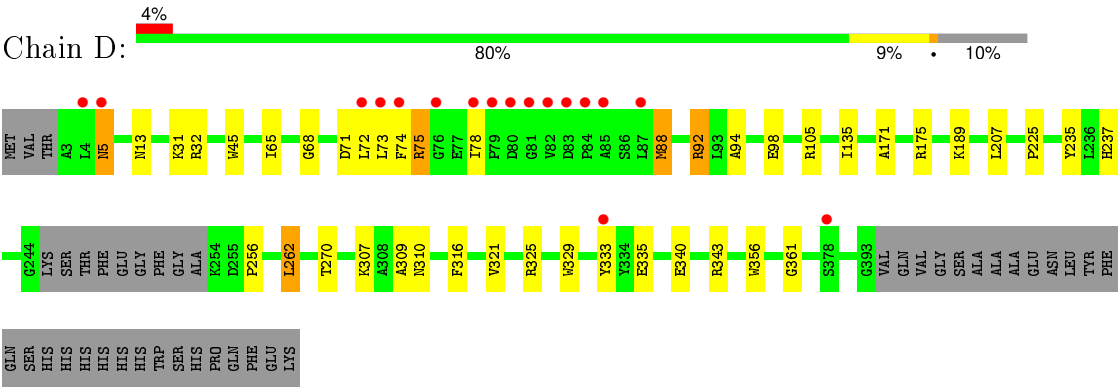 4%
Chain D:
80% 9% • 10%
MET VAL THR A3 L4 N5 N13 K31 R32 W45 I65 G68 D71 L72 L73 F74 R75 G76 E77 I78 P79 D80 G81 V82 D83 P84 A85 S86 L87 M88 R92 L93 A94 E98 R105 I135 A171 R175 K189 L207 P225 Y235 L236 H237
G244 LYS SER THR PHE GLU GLY PHE GLY ALA K254 D255 P256 L262 T270 K307 A308 A309 N310 F316 V321 R325 W329 Y333 Y334 E335 E340 R343 W356 G361 S378 G393 VAL GLN VAL GLY SER ALA ALA ALA GLU ASN LEU TYR PHE
GLN SER HIS HIS HIS HIS HIS HIS TRP SER HIS PRO GLN PHE GLU LYS